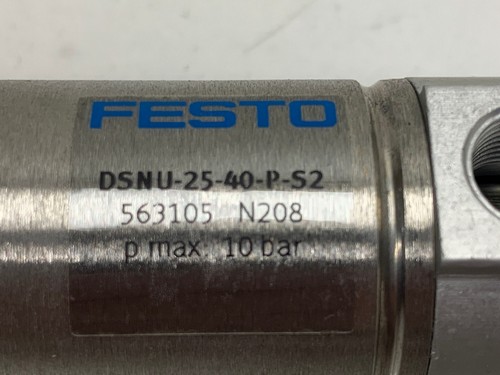 FESTO
DSNU-25-40-P-S2
563105 N208
p max. 10 bar